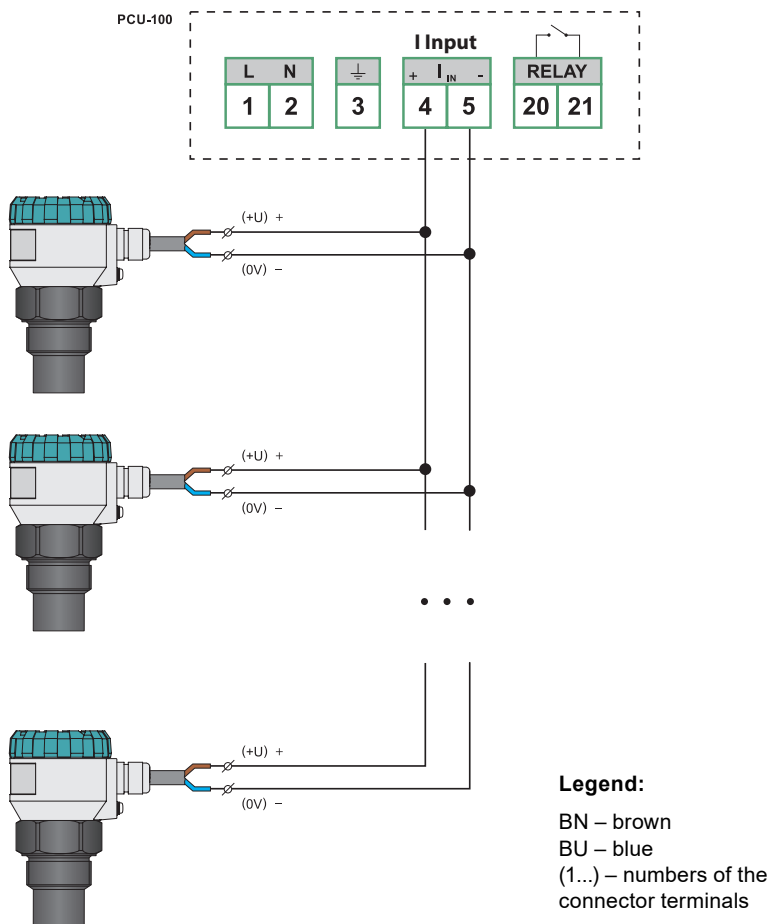 PCU-100
I Input
L N
⏚
+ I IN -
RELAY
1 2 3 4 5 20 21
(+U) +
(0V) –
(+U) +
(0V) –
(+U) +
(0V) –
Legend:
BN – brown
BU – blue
(1...) – numbers of the
connector terminals